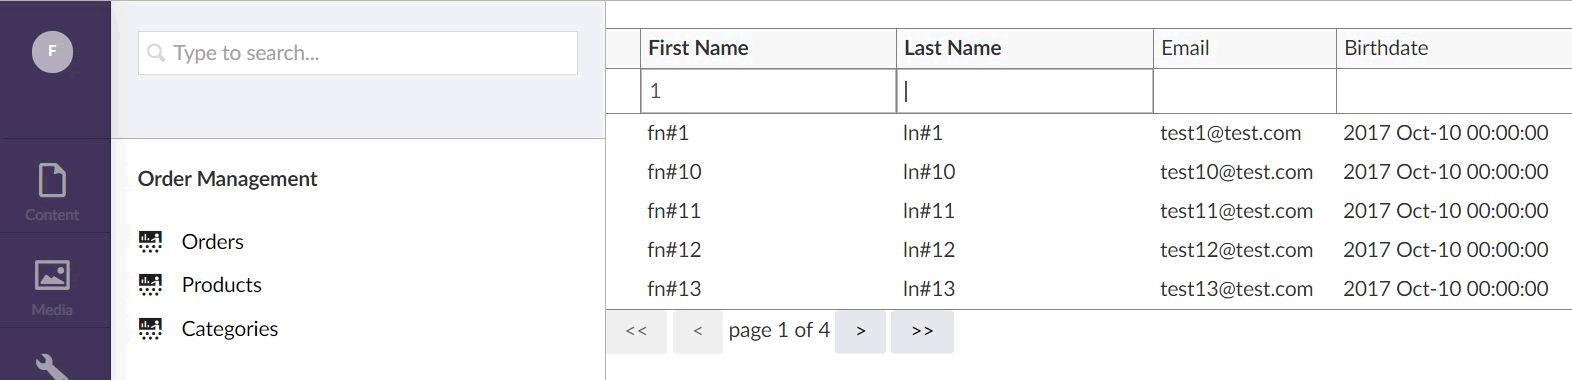 F
Type to search...
Content
Media
Order Management
Orders
Products
Categories
First Name Last Name Email Birthdate
1
fn#1 ln#1 test1@test.com 2017 Oct-10 00:00:00
fn#10 ln#10 test10@test.com 2017 Oct-10 00:00:00
fn#11 ln#11 test11@test.com 2017 Oct-10 00:00:00
fn#12 ln#12 test12@test.com 2017 Oct-10 00:00:00
fn#13 ln#13 test13@test.com 2017 Oct-10 00:00:00
<< < page 1 of 4 > >>